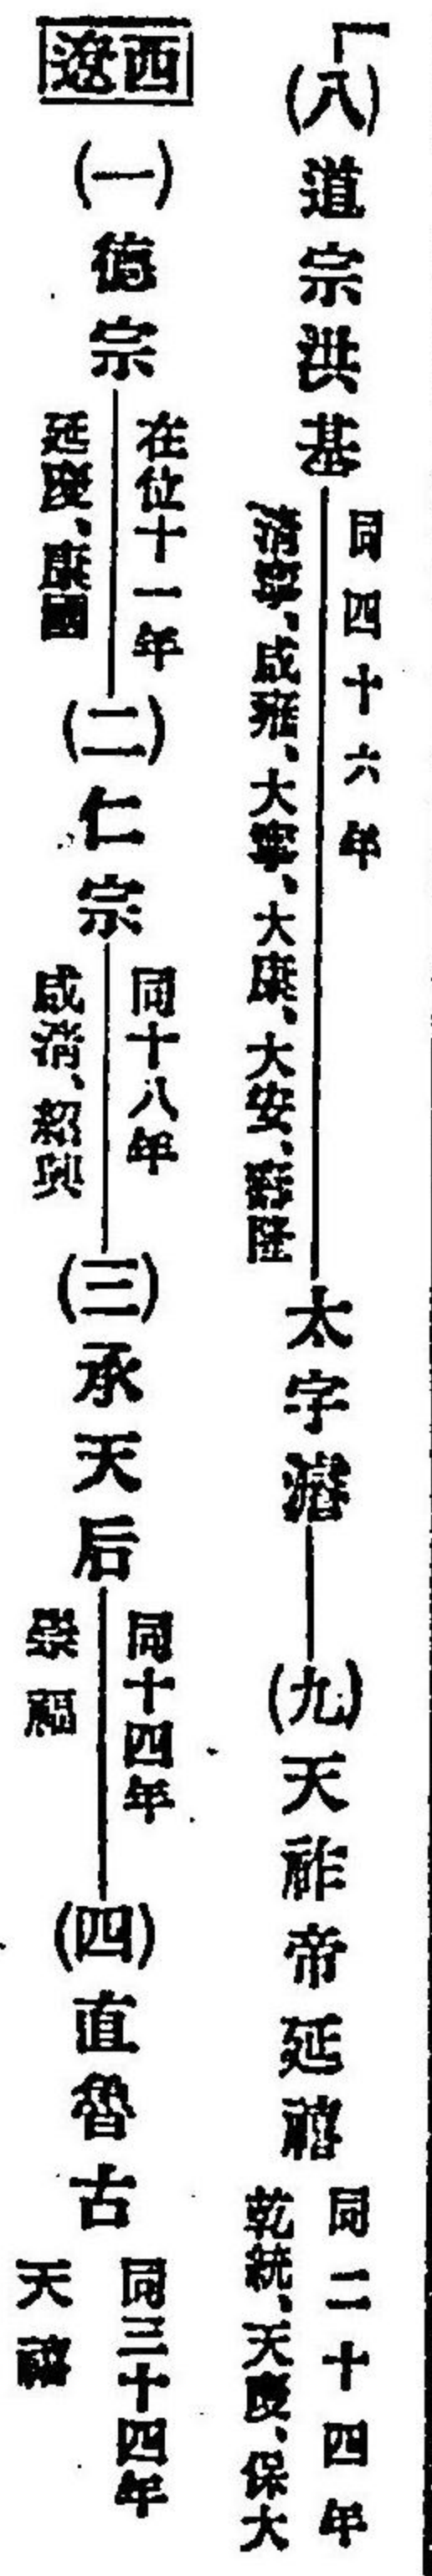 (八)道宗洪基
同四十六年
清寧、咸雍、大寧、大康、大安、壽隆
太字濬
(九)天祚帝延禧
同二十四年
乾統、天慶、保大
西遼
(一)德宗
在位十一年
延慶、康國
(二)仁宗
同十八年
咸淸、紹興
(三)承天后
同十四年
崇福
(四)直魯古
同三十四年
天禧